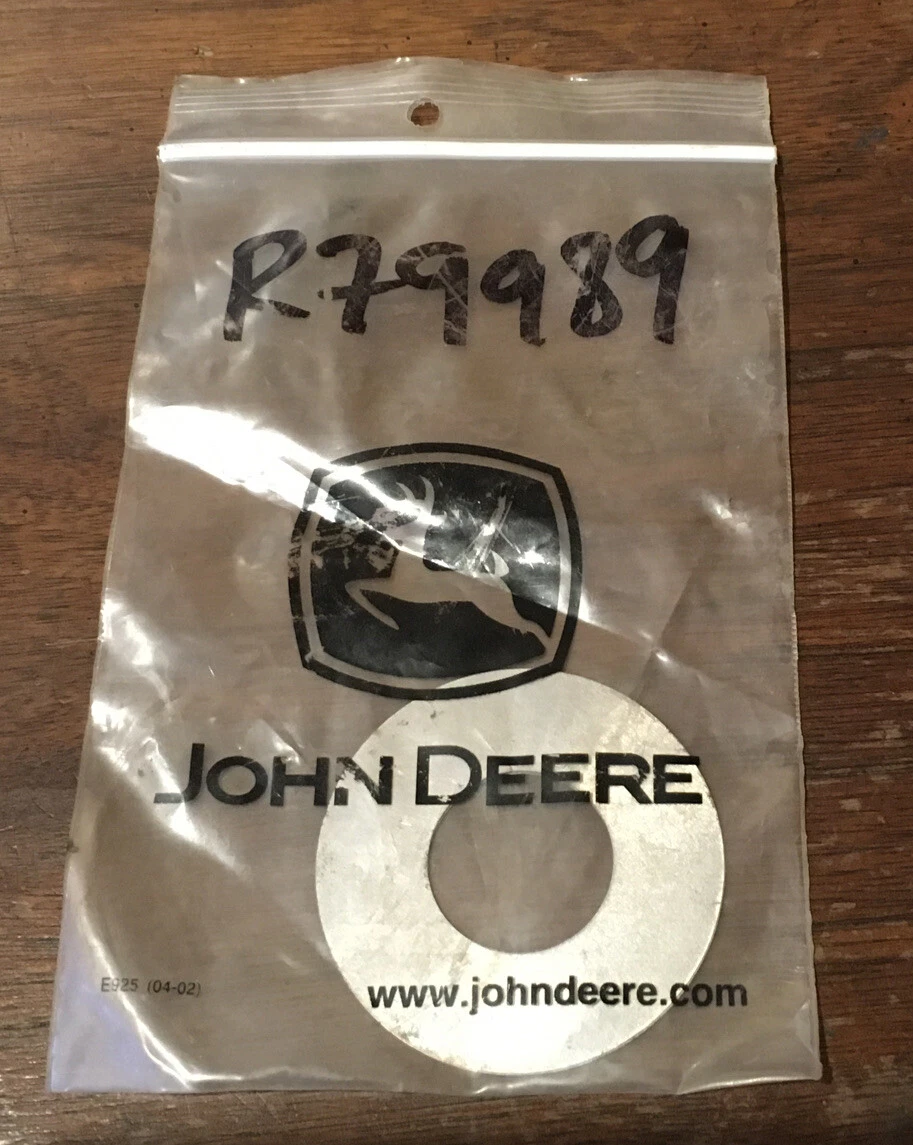 R79989
JOHN DEERE
E925 (04-02)
www.johndeere.com